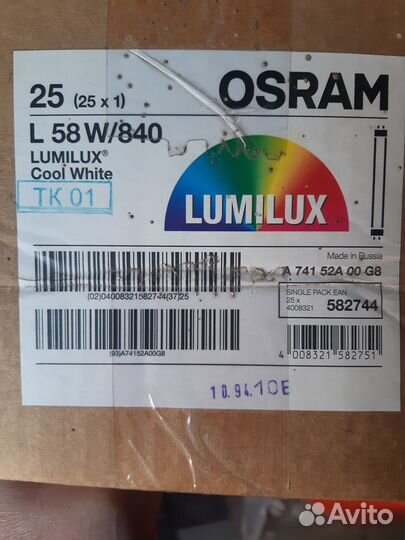 25 (25 x 1)
OSRAM
L 58 W/840
LUMILUX®
Cool White
TK 01
LUMILUX
Made in Russia
A 741 52A 00 G8
(02)04008321582744(37)25
SINGLE PACK EAN
25 x
4008321 582744
(93)A74152A00G8
4 008321 582751
10.94.10E
Avito